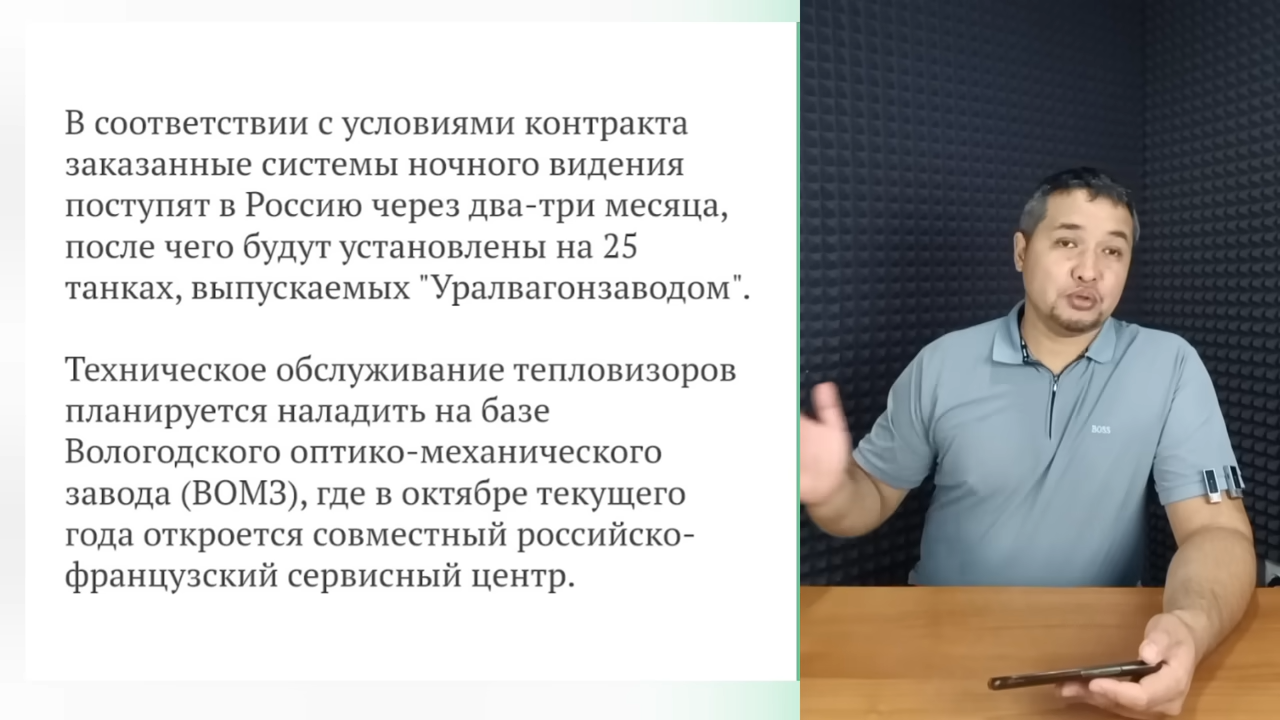 В соответствии с условиями контракта
заказанные системы ночного видения
поступят в Россию через два-три месяца,
после чего будут установлены на 25
танках, выпускаемых "Уралвагонзаводом".
Техническое обслуживание тепловизоров
планируется наладить на базе
Вологодского оптико-механического
завода (ВОМЗ), где в октябре текущего
года откроется совместный российско-
французский сервисный центр.
BOSS